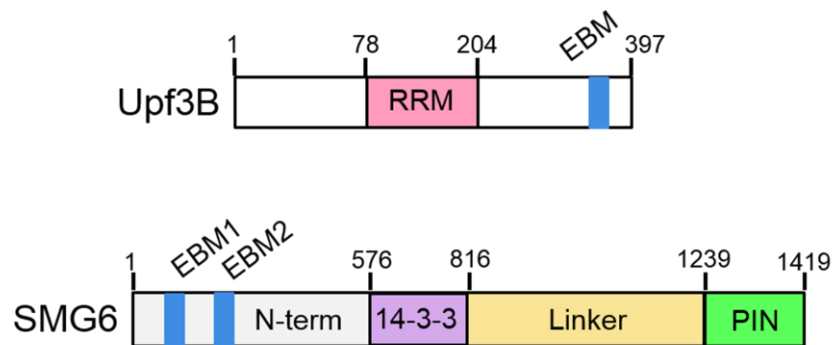 EBM
1 78 204 397
Upf3B RRM
EBM1 EBM2
1 576 816 1239 1419
SMG6 N-term 14-3-3 Linker PIN